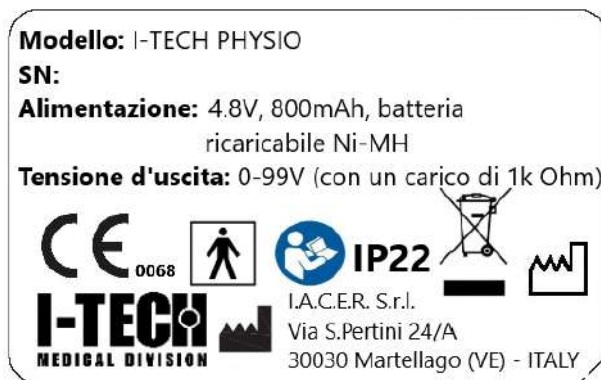 Modello: I-TECH PHYSIO
SN:
Alimentazione: 4.8V, 800mAh, batteria
ricaricabile Ni-MH
Tensione d'uscita: 0-99V (con un carico di 1k Ohm)
CE 0068 IP22
I-TECH
MEDICAL DIVISION
I.A.C.E.R. S.r.l.
Via S.Pertini 24/A
30030 Martellago (VE) - ITALY